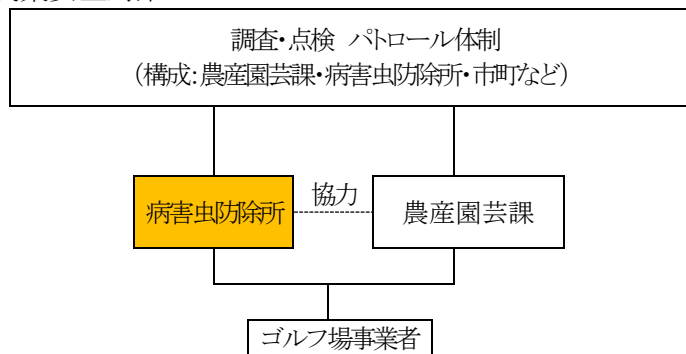 調査・点検 パトロール体制
（構成：農産園芸課・病害虫防除所・市町など）
病害虫防除所
協力
農産園芸課
ゴルフ場事業者